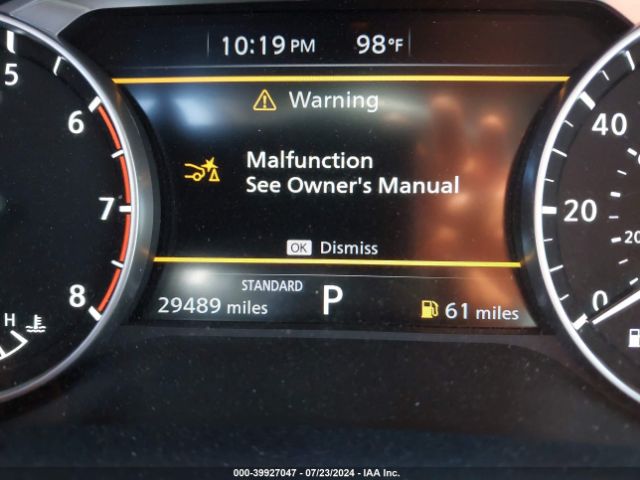 10:19 PM 98°F
5
Warning
6
40
Malfunction
See Owner's Manual
7
20
20
OK Dismiss
STANDARD
8
29489 miles P 61 miles
0
H
000-39927047 - 07/23/2024 - IAA Inc.